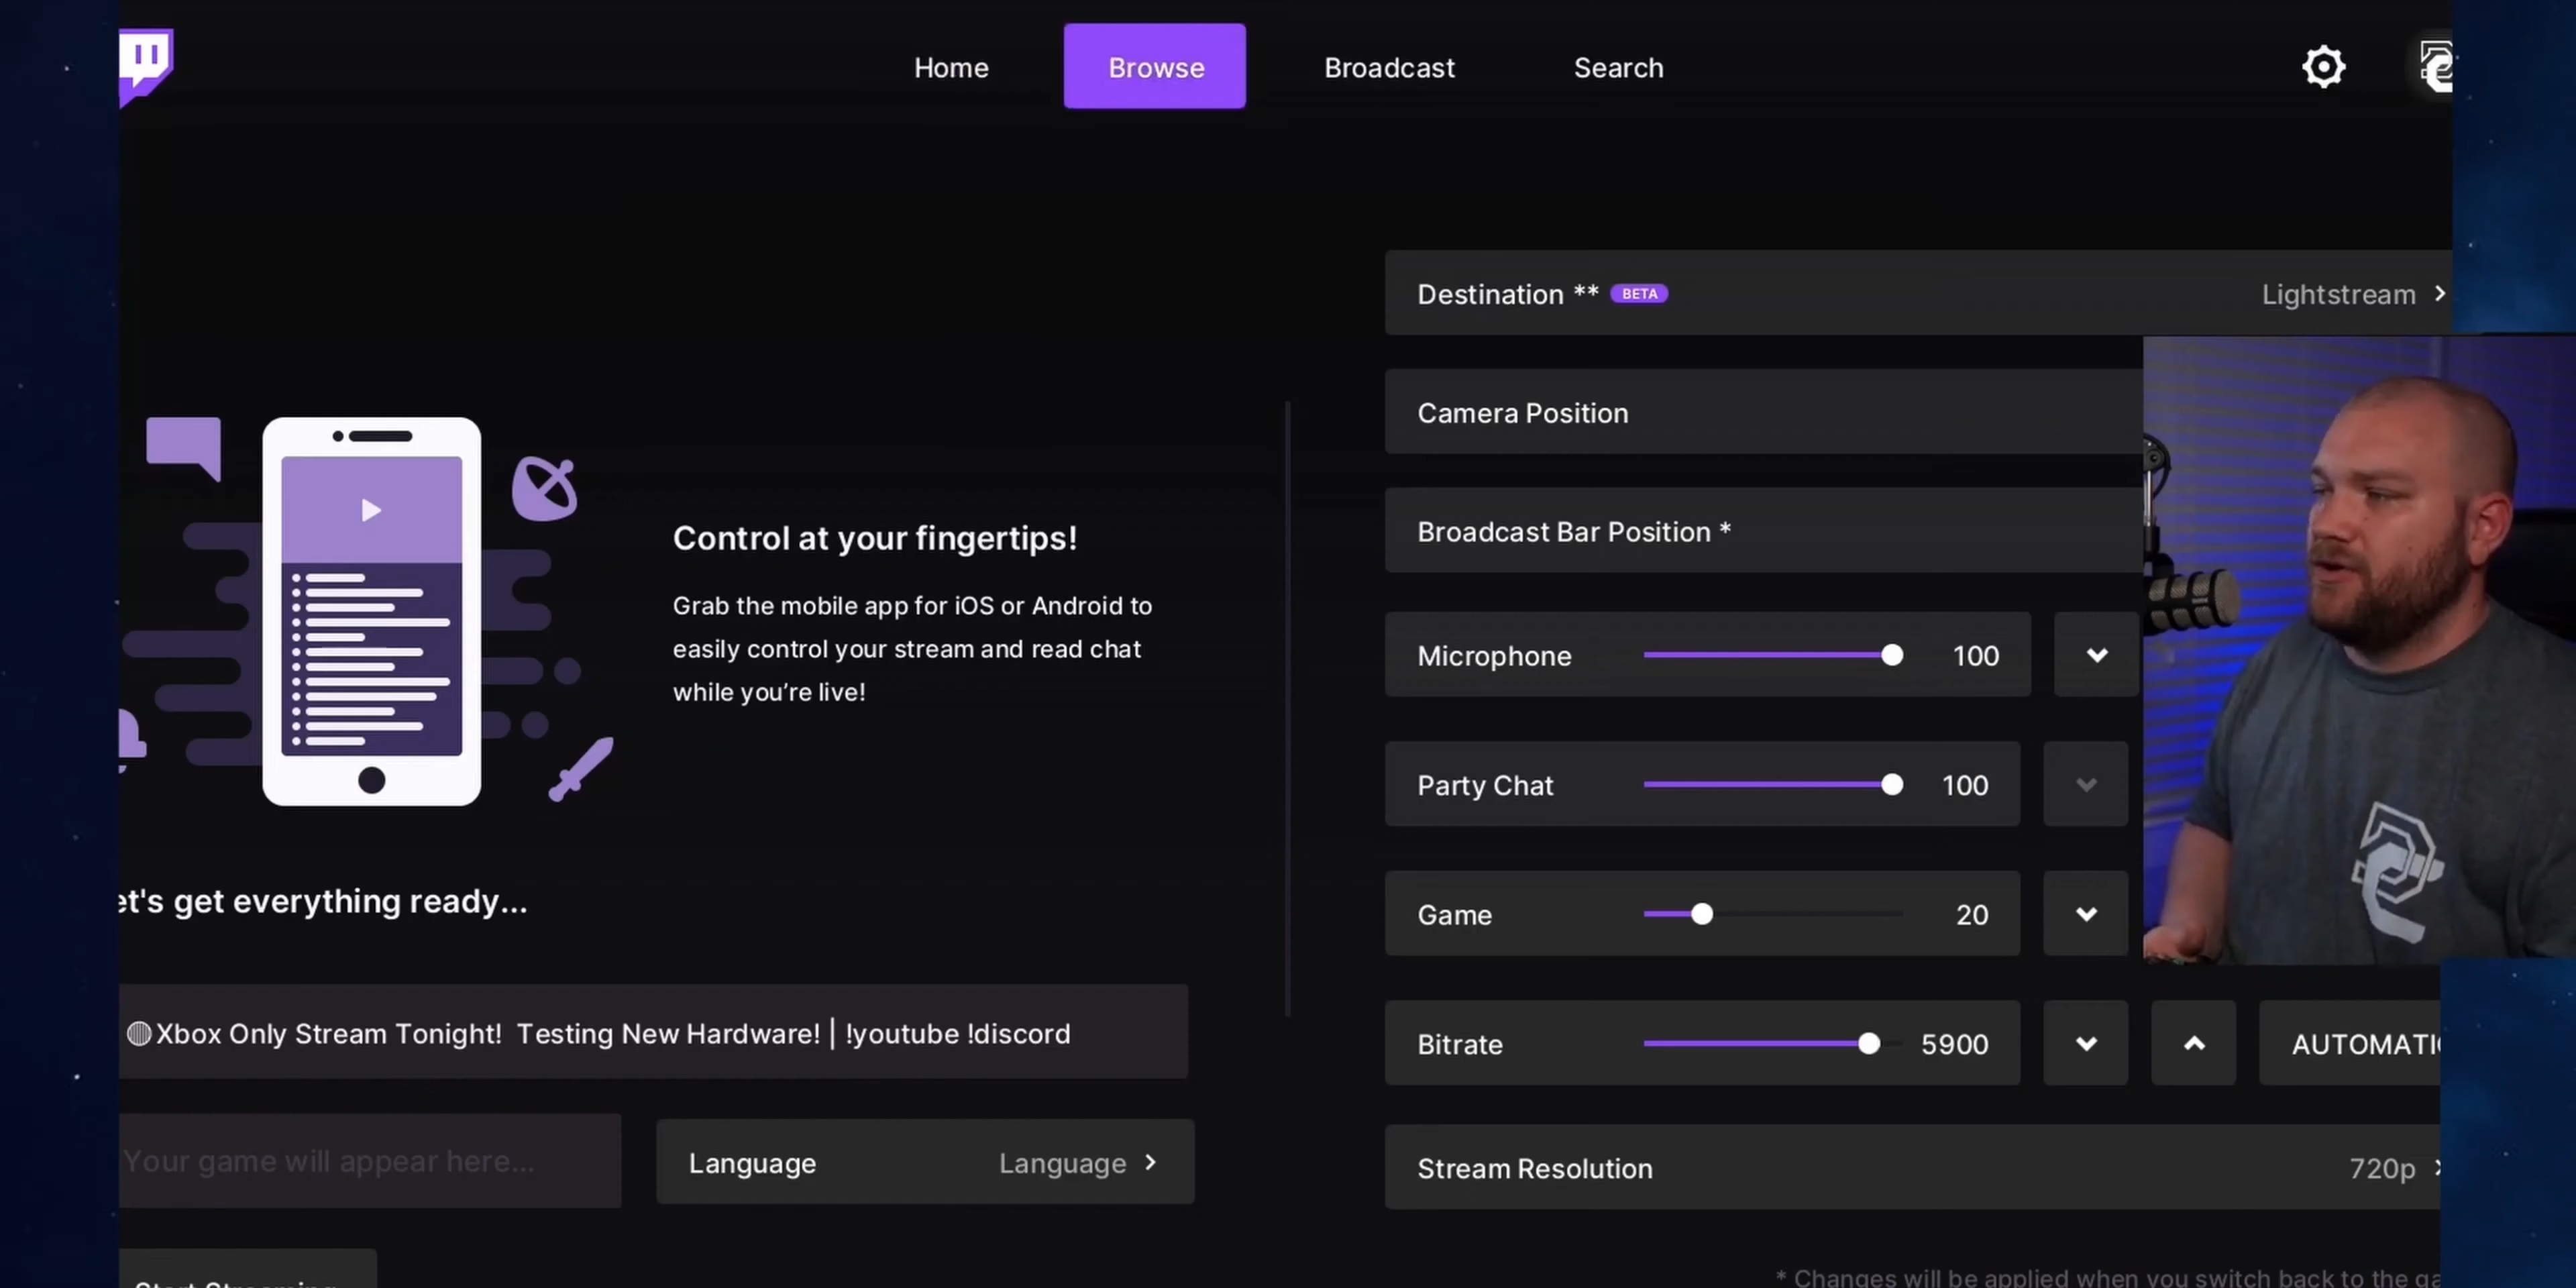 Home Browse Broadcast Search
Destination ** BETA Lightstream
Camera Position
Broadcast Bar Position *
Control at your fingertips!
Grab the mobile app for iOS or Android to
easily control your stream and read chat
while you're live!
Microphone 100
Party Chat 100
Game 20
et's get everything ready...
Xbox Only Stream Tonight!  Testing New Hardware! | !youtube !discord
Bitrate 5900 AUTOMATIC
Your game will appear here...
Language Language
Stream Resolution 720p
Start Streaming
* Changes will be applied when you switch back to the ga